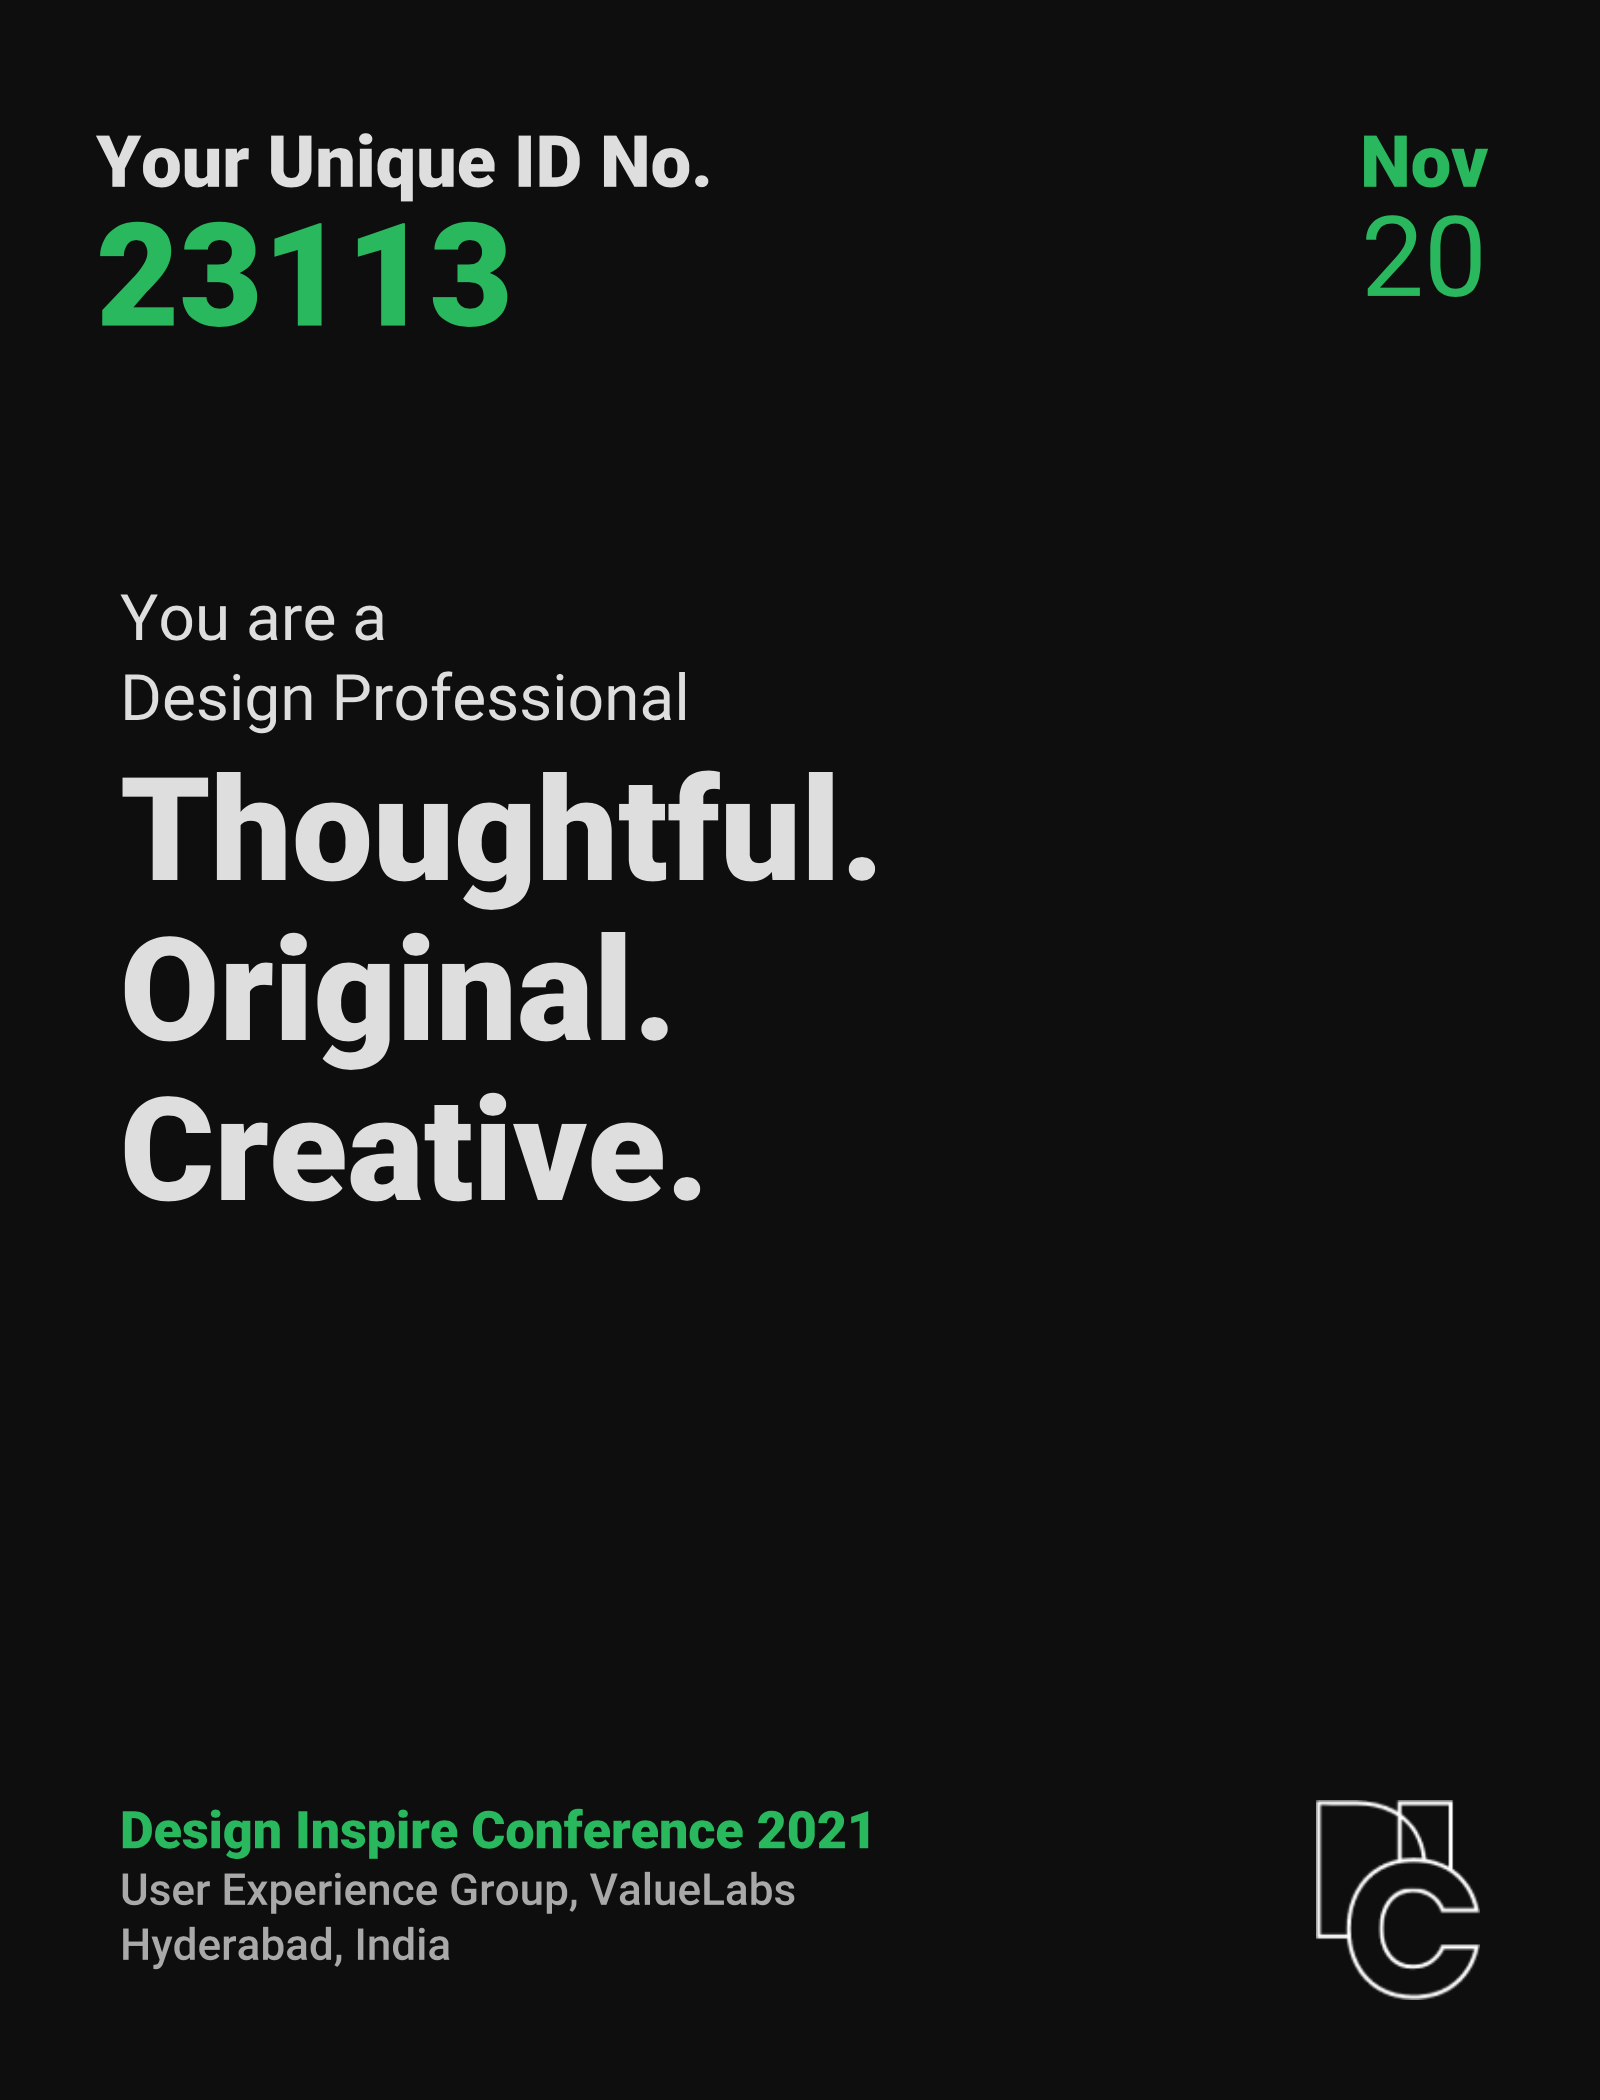 Your Unique ID No.
23113
Nov
20
You are a
Design Professional
Thoughtful.
Original.
Creative.
Design Inspire Conference 2021
User Experience Group, ValueLabs
Hyderabad, India
DIC